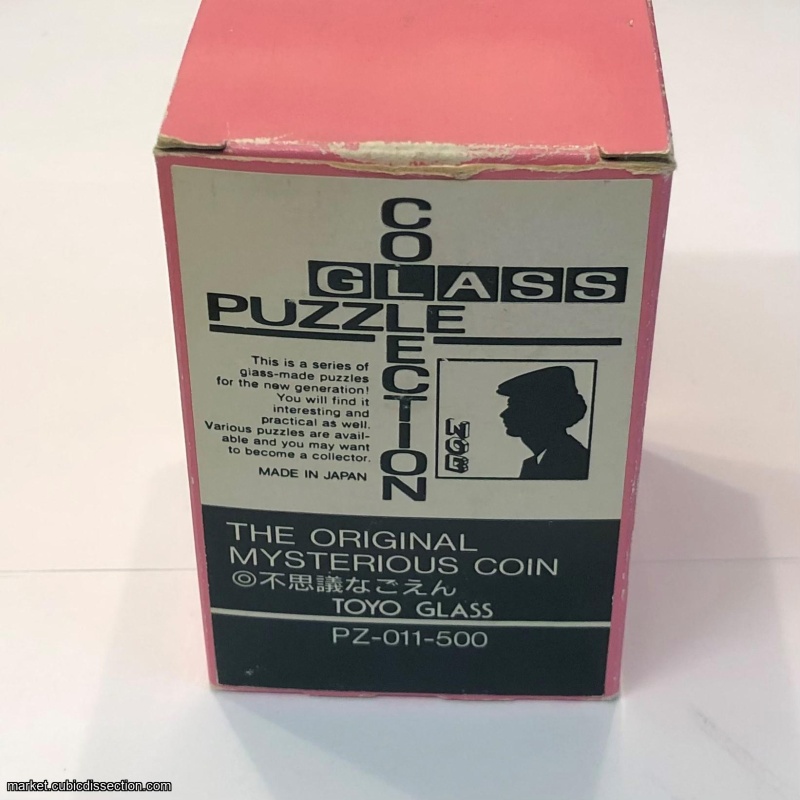 COLLECTION
GLASS
PUZZLE
This is a series of
glass-made puzzles
for the new generation!
You will find it
interesting and
practical as well.
Various puzzles are avail-
able and you may want
to become a collector.
MADE IN JAPAN
THE ORIGINAL
MYSTERIOUS COIN
◎不思議なごえん
TOYO GLASS
PZ-011-500
market.cubicdissection.com